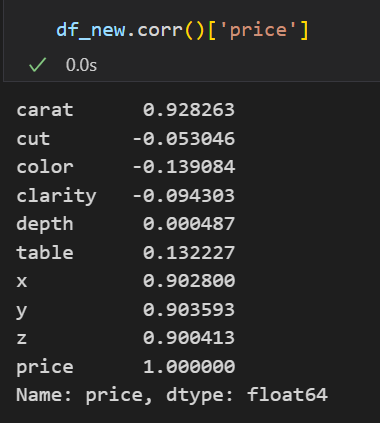 df_new.corr()['price']
0.0s
carat 0.928263
cut -0.053046
color -0.139084
clarity -0.094303
depth 0.000487
table 0.132227
x 0.902800
y 0.903593
z 0.900413
price 1.000000
Name: price, dtype: float64